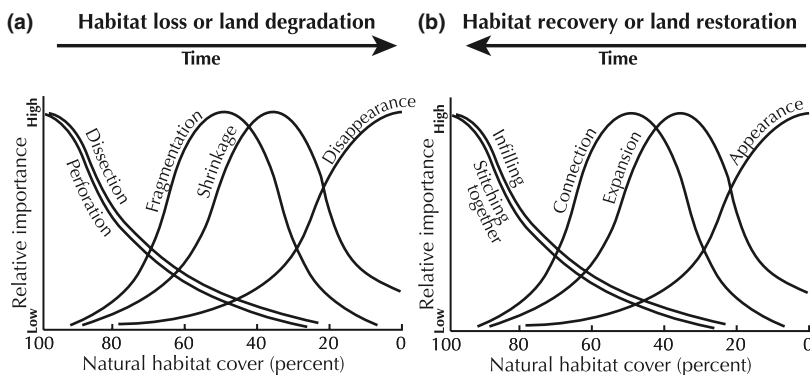 (a) Habitat loss or land degradation
Time
Relative importance
High
Low
Dissection
Perforation
Fragmentation
Shrinkage
Disappearance
100 80 60 40 20 0
Natural habitat cover (percent)
(b) Habitat recovery or land restoration
Time
Relative importance
High
Low
Infilling
Stitching
together
Connection
Expansion
Appearance
100 80 60 40 20 0
Natural habitat cover (percent)